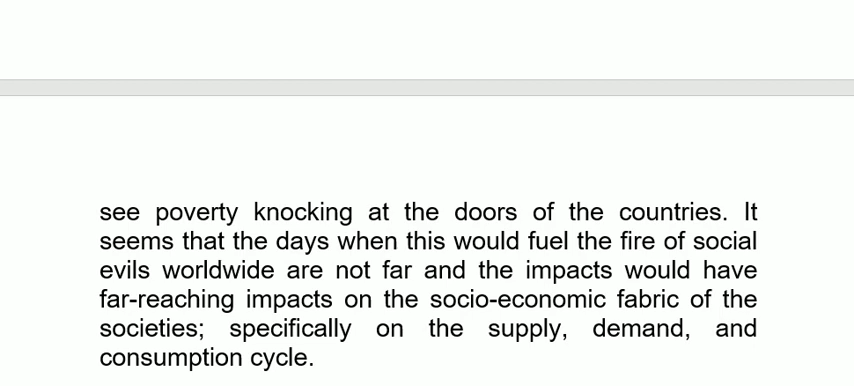 see poverty knocking at the doors of the countries. It
seems that the days when this would fuel the fire of social
evils worldwide are not far and the impacts would have
far-reaching impacts on the socio-economic fabric of the
societies; specifically on the supply, demand, and
consumption cycle.